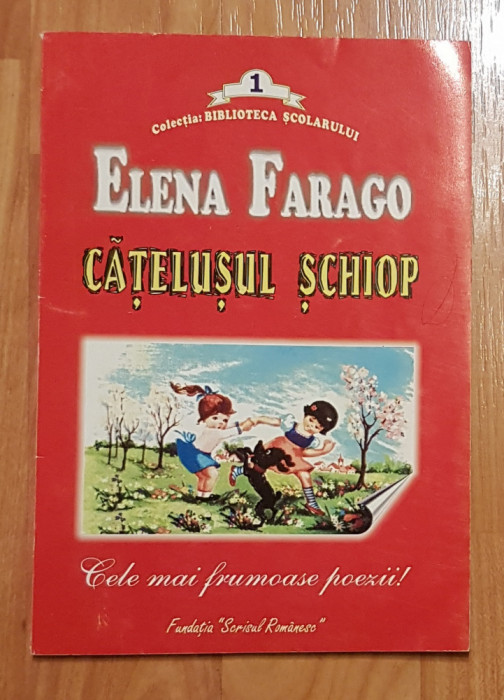 1
Colecția: BIBLIOTECA ȘCOLARULUI
ELENA FARAGO
CĂȚELUȘUL ȘCHIOP
Cele mai frumoase poezii!
Fundația "Scrisul Românesc"